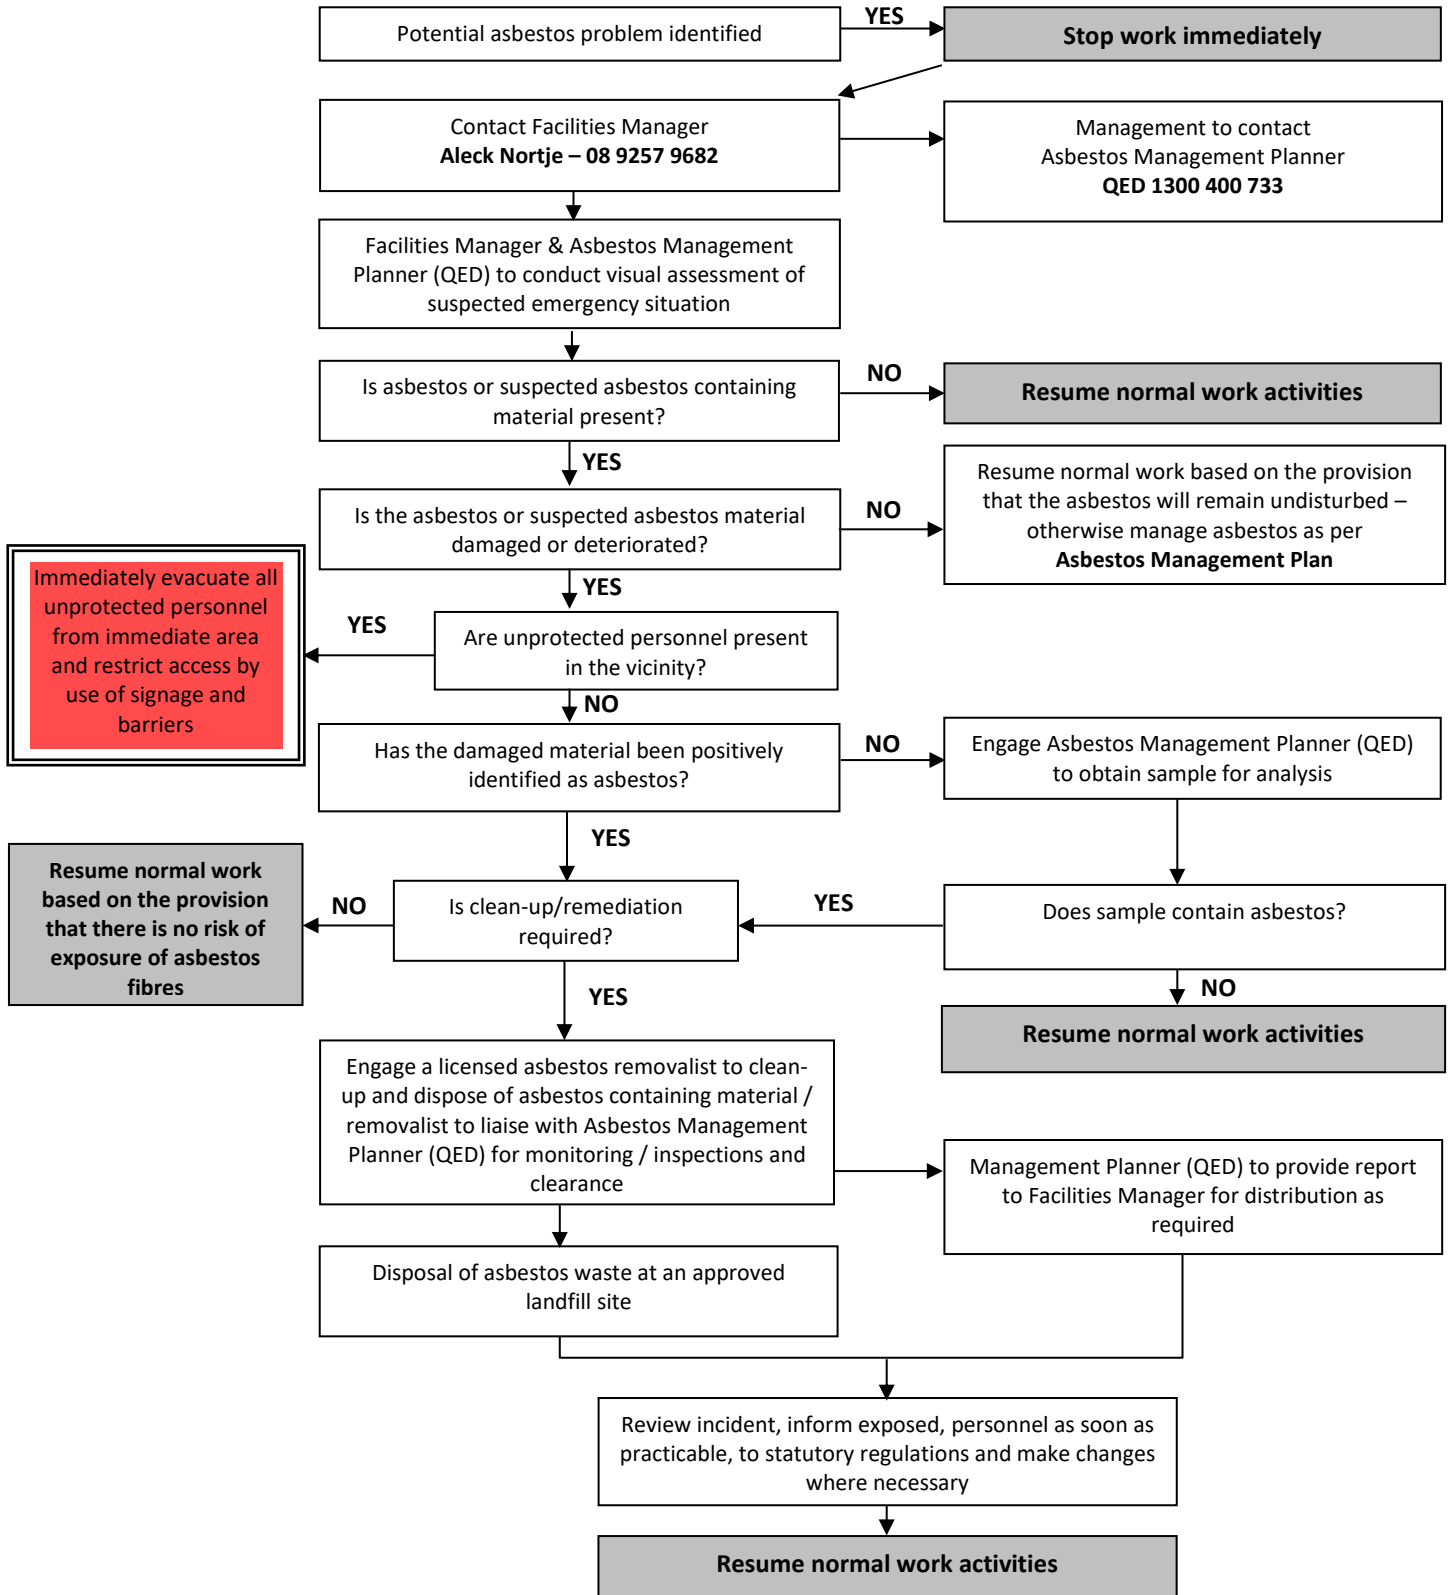 Potential asbestos problem identified
YES
Stop work immediately
Contact Facilities Manager
Aleck Nortje – 08 9257 9682
Management to contact
Asbestos Management Planner
QED 1300 400 733
Facilities Manager & Asbestos Management
Planner (QED) to conduct visual assessment of
suspected emergency situation
Is asbestos or suspected asbestos containing
material present?
NO
Resume normal work activities
YES
Is the asbestos or suspected asbestos material
damaged or deteriorated?
NO
Resume normal work based on the provision
that the asbestos will remain undisturbed –
otherwise manage asbestos as per
Asbestos Management Plan
YES
Are unprotected personnel present
in the vicinity?
YES
Immediately evacuate all
unprotected personnel
from immediate area
and restrict access by
use of signage and
barriers
NO
Has the damaged material been positively
identified as asbestos?
NO
Engage Asbestos Management Planner (QED)
to obtain sample for analysis
YES
Is clean-up/remediation
required?
NO
Resume normal work
based on the provision
that there is no risk of
exposure of asbestos
fibres
YES
Does sample contain asbestos?
NO
Resume normal work activities
YES
Engage a licensed asbestos removalist to clean-
up and dispose of asbestos containing material /
removalist to liaise with Asbestos Management
Planner (QED) for monitoring / inspections and
clearance
Management Planner (QED) to provide report
to Facilities Manager for distribution as
required
Disposal of asbestos waste at an approved
landfill site
Review incident, inform exposed, personnel as soon as
practicable, to statutory regulations and make changes
where necessary
Resume normal work activities